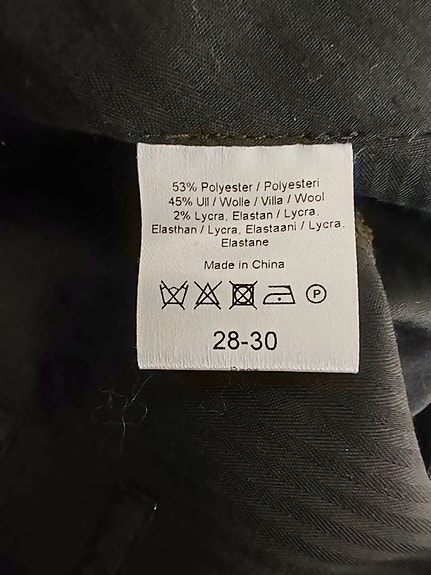 53% Polyester / Polyesteri
45% Ull / Wolle / Villa / Wool
2% Lycra, Elastan / Lycra,
Elasthan / Lycra, Elastaani / Lycra,
Elastane
Made in China
P
28-30